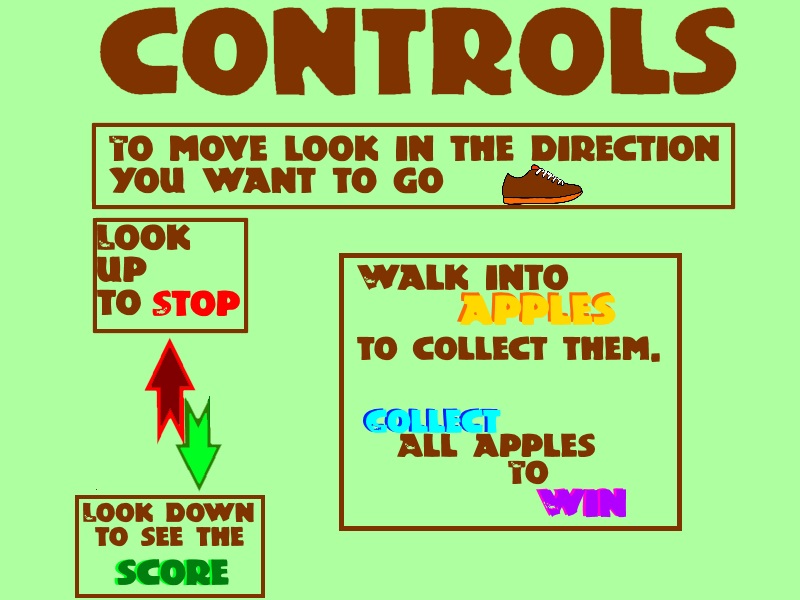 CONTROLS
TO MOVE LOOK IN THE DIRECTION
YOU WANT TO GO
LOOK
UP
TO STOP
WALK INTO
APPLES
TO COLLECT THEM.
COLLECT
ALL APPLES
TO
WIN
LOOK DOWN
TO SEE THE
SCORE